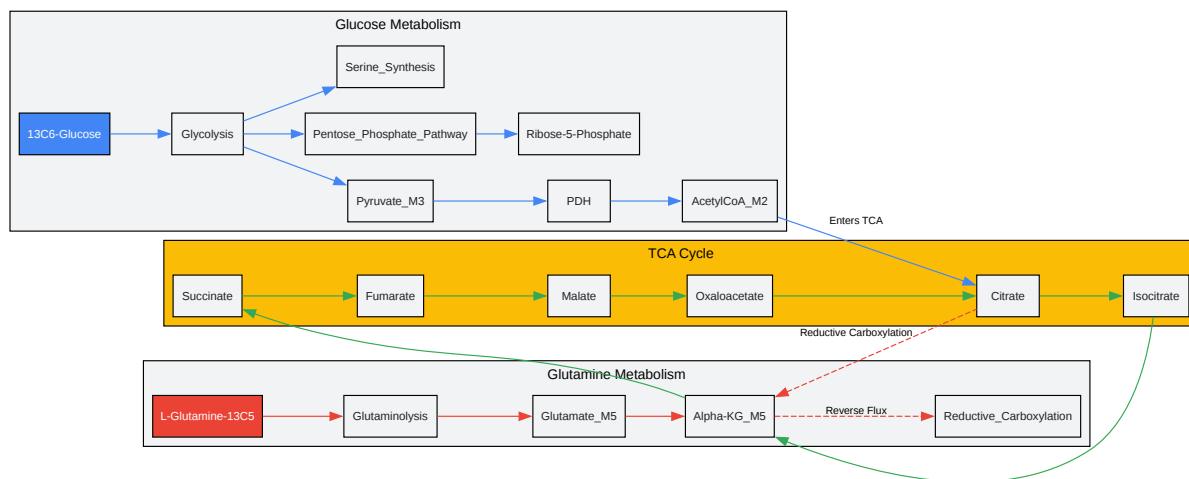 Glucose Metabolism
Serine_Synthesis
13C6-Glucose
Glycolysis
Pentose_Phosphate_Pathway
Ribose-5-Phosphate
Pyruvate_M3
PDH
AcetylCoA_M2
Enters TCA
TCA Cycle
Succinate
Fumarate
Malate
Oxaloacetate
Citrate
Isocitrate
Reductive Carboxylation
Glutamine Metabolism
L-Glutamine-13C5
Glutaminolysis
Glutamate_M5
Alpha-KG_M5
Reverse Flux
Reductive_Carboxylation